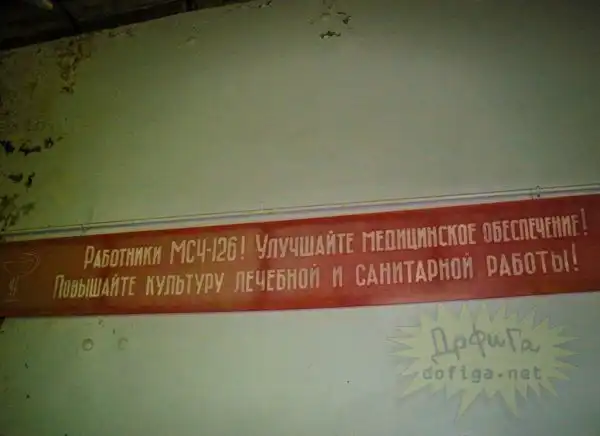 Работники МСЧ-126! Улучшайте медицинское обеспечение!
Повышайте культуру лечебной и санитарной работы!
ДофиГа
dofiga.net